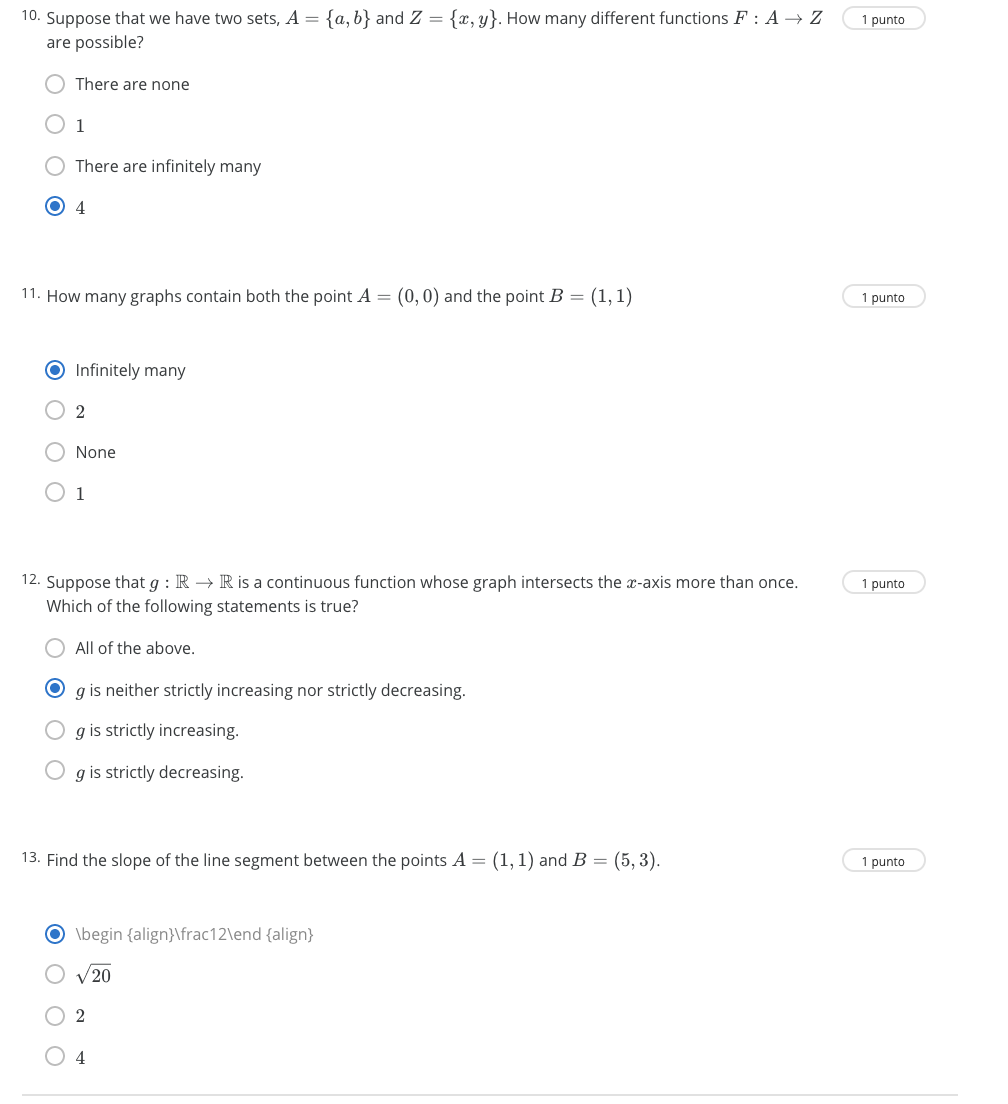 10. Suppose that we have two sets, A = {a, b} and Z = {x, y}. How many different functions F : A → Z 1 punto
are possible?
There are none
1
There are infinitely many
4
11. How many graphs contain both the point A = (0, 0) and the point B = (1, 1) 1 punto
Infinitely many
2
None
1
12. Suppose that g : ℝ → ℝ is a continuous function whose graph intersects the x-axis more than once. 1 punto
Which of the following statements is true?
All of the above.
g is neither strictly increasing nor strictly decreasing.
g is strictly increasing.
g is strictly decreasing.
13. Find the slope of the line segment between the points A = (1, 1) and B = (5, 3). 1 punto
\begin {align}\frac12\end {align}
√20
2
4